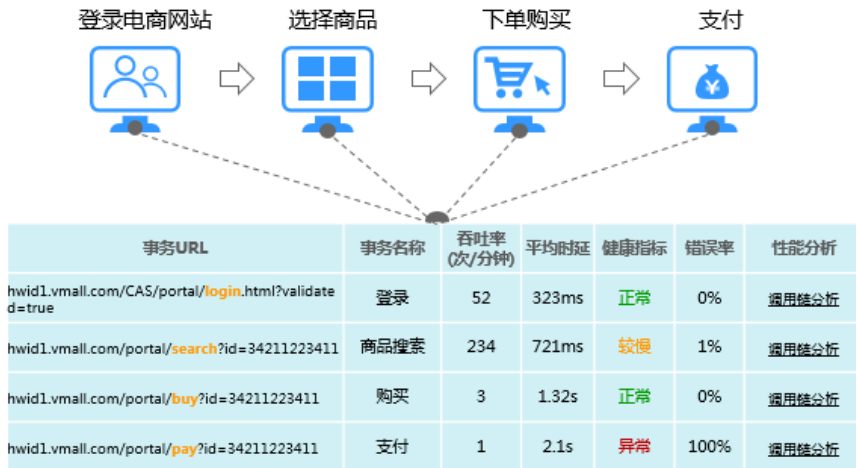 登录电商网站 选择商品 下单购买 支付
¥
事务URL 事务名称 吞吐率 (次/分钟) 平均时延 健康指标 错误率 性能分析
hwid1.vmall.com/CAS/portal/login.html?validate
d=true 登录 52 323ms 正常 0% 调用链分析
hwid1.vmall.com/portal/search?id=34211223411 商品搜索 234 721ms 较慢 1% 调用链分析
hwid1.vmall.com/portal/buy?id=34211223411 购买 3 1.32s 正常 0% 调用链分析
hwid1.vmall.com/portal/pay?id=34211223411 支付 1 2.1s 异常 100% 调用链分析